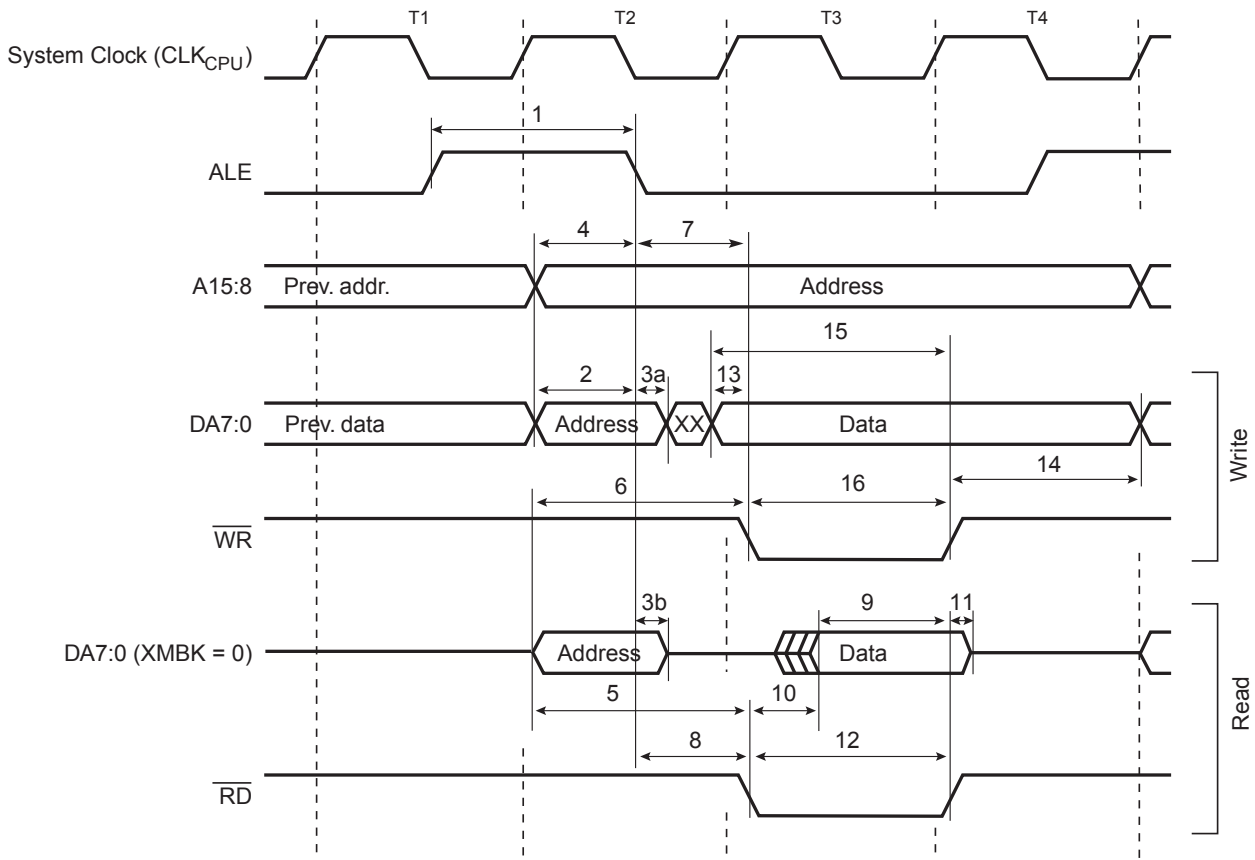 T1 T2 T3 T4
System Clock (CLKCPU)
1
ALE
4 7
A15:8 Prev. addr. Address
15
2 3a 13
DA7:0 Prev. data Address XX Data
14
6 16
WR
Write
3b 9 11
DA7:0 (XMBK = 0) Address Data
5 10
8 12
RD
Read